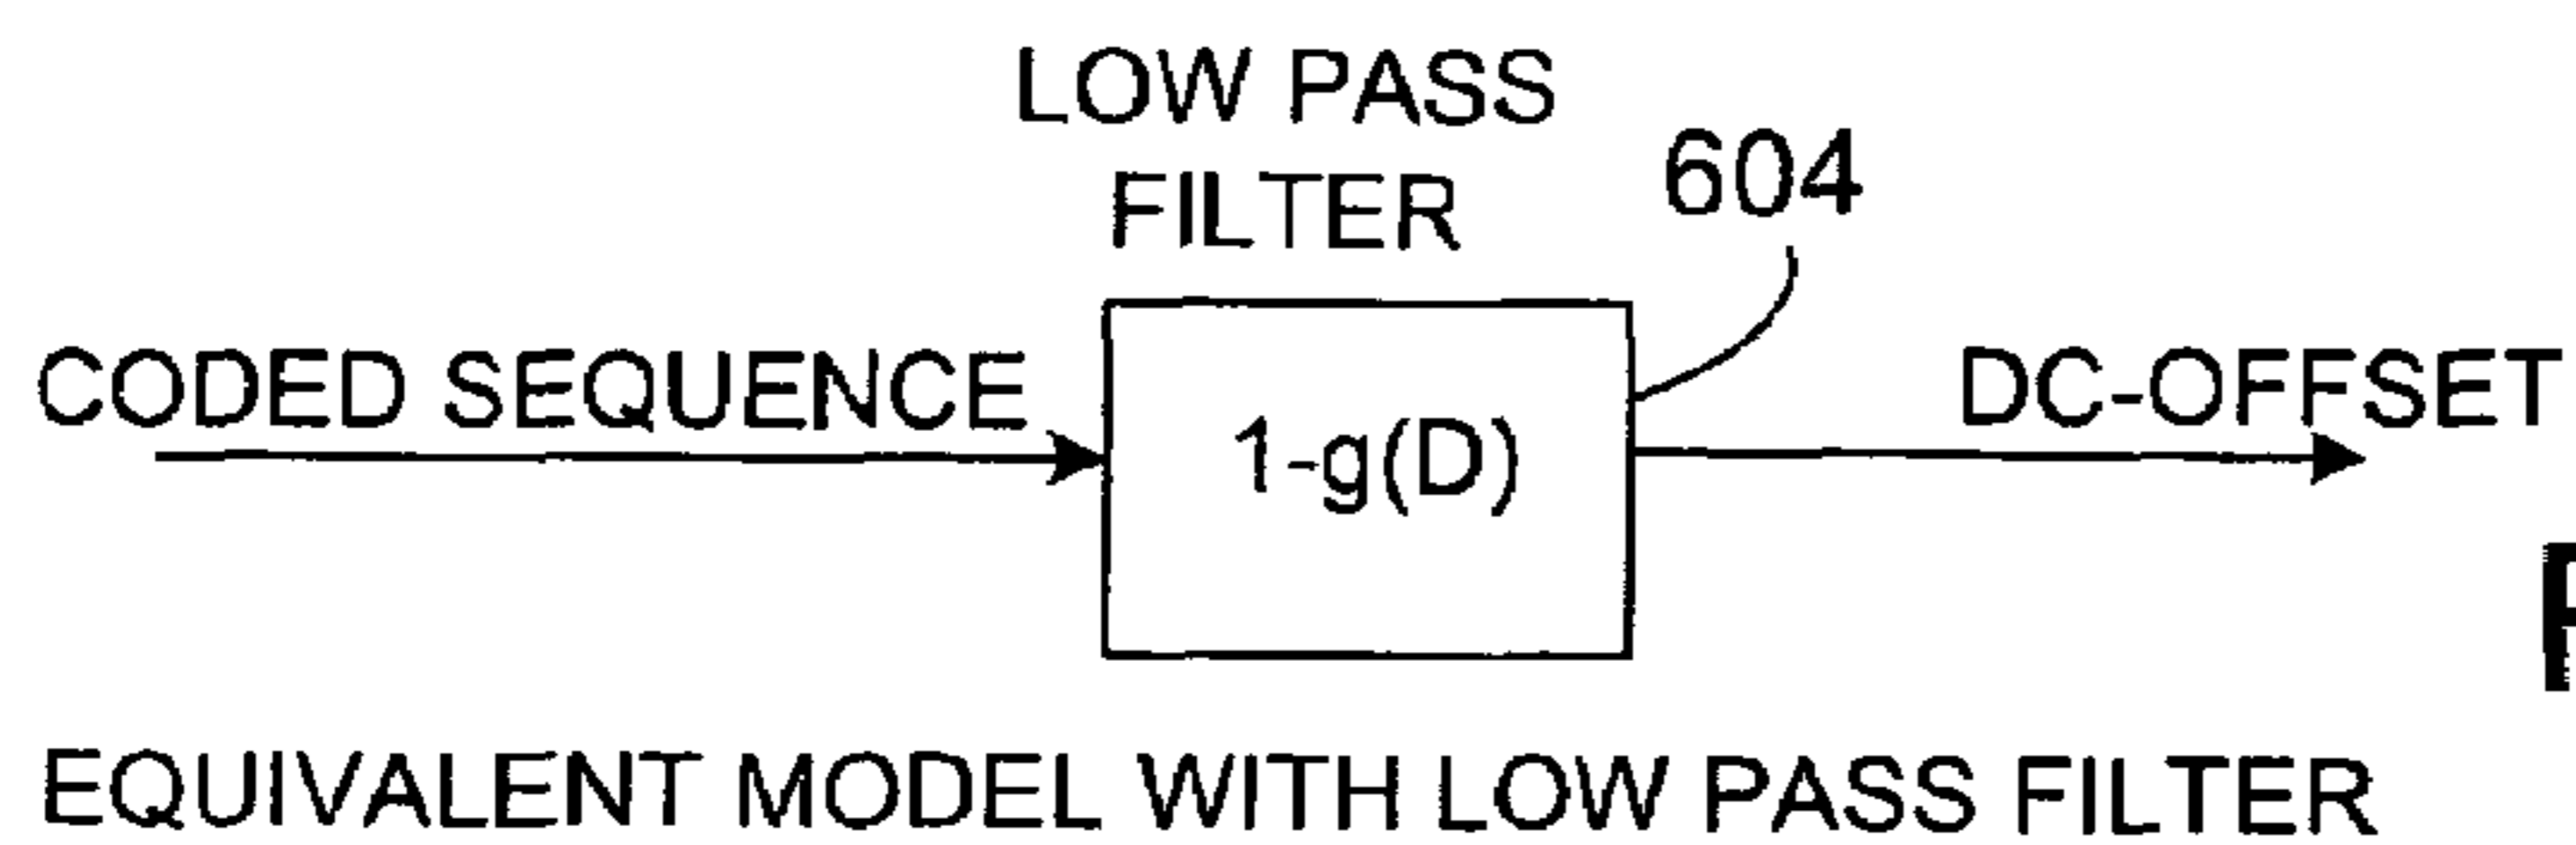 LOW PASS
FILTER
604
CODED SEQUENCE
1-g(D)
DC-OFFSET
EQUIVALENT MODEL WITH LOW PASS FILTER